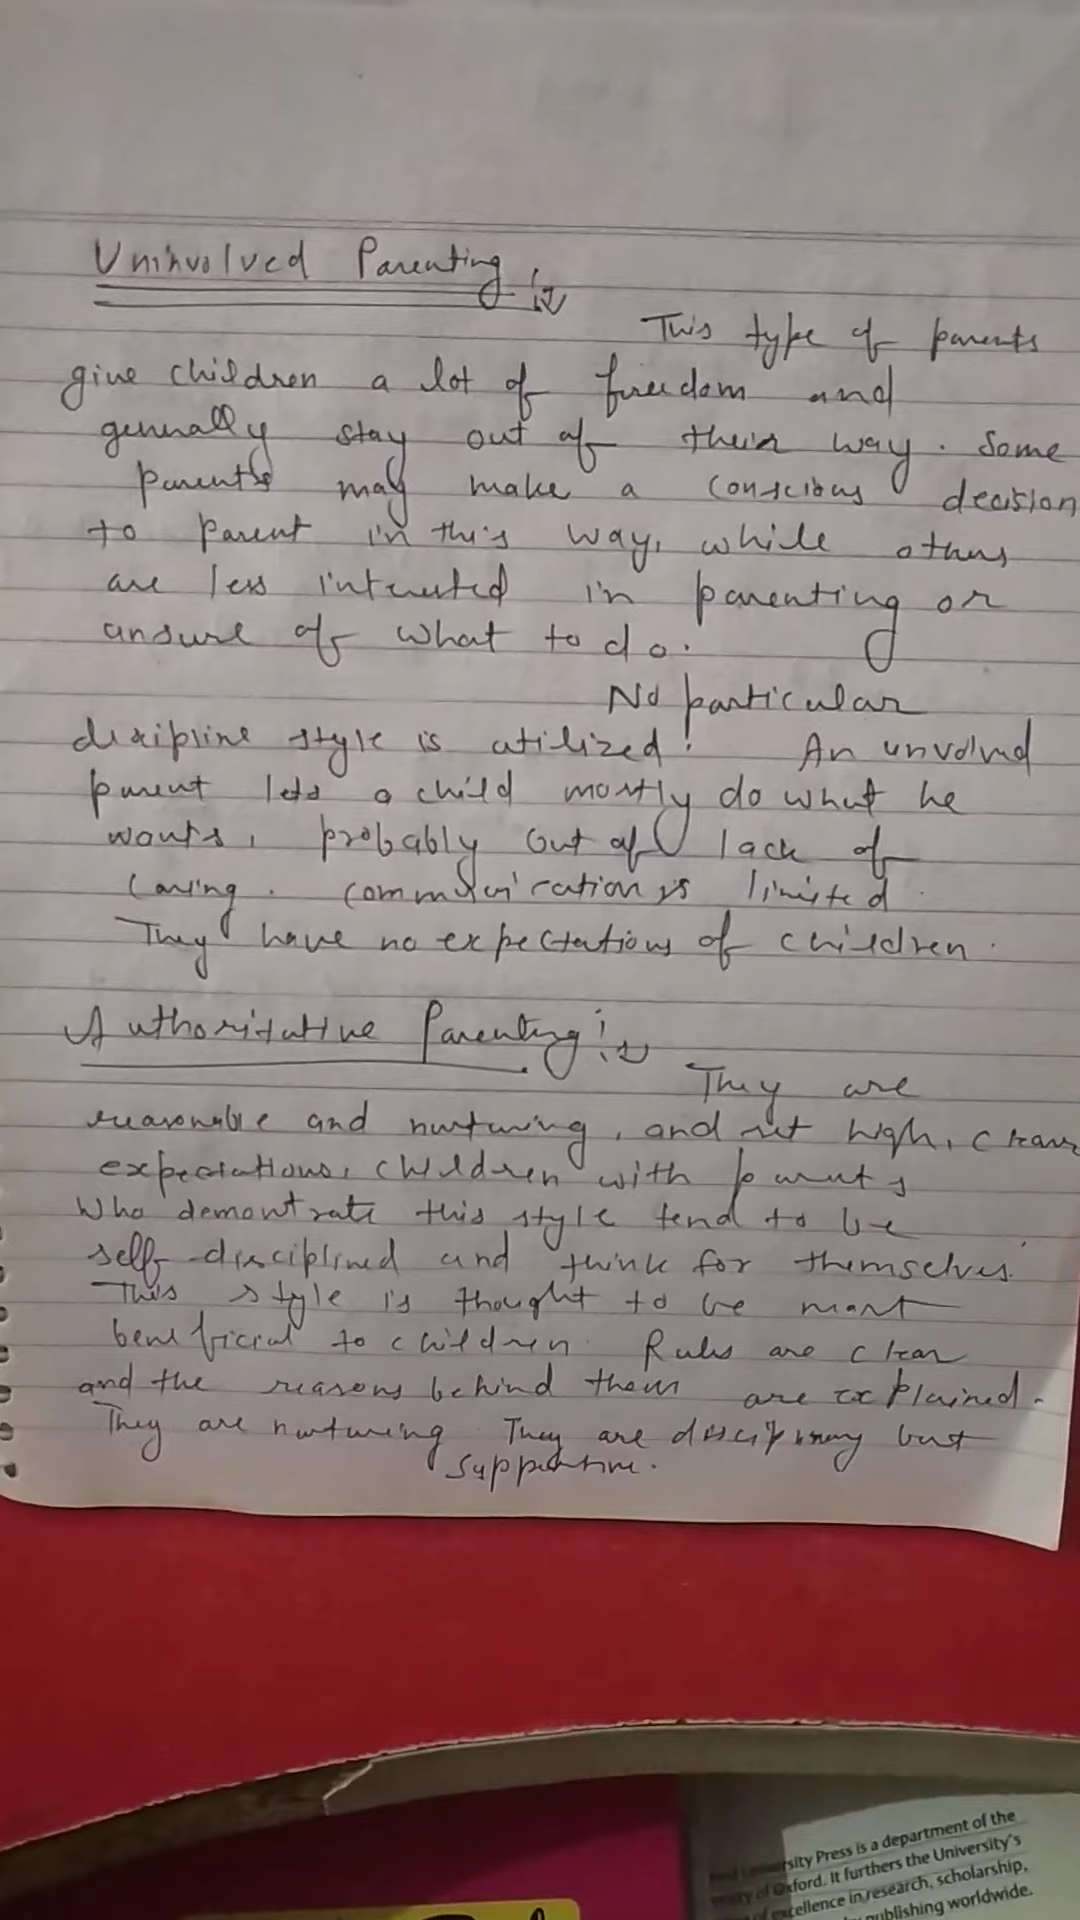 Uninvolved Parenting :-
This type of parents
give children a lot of freedom and
generally stay out of their way. Some
parents may make a conscious decision
to parent in this way, while others
are less interested in parenting or
unsure of what to do.
No particular
discipline style is utilized! An unvolved
parent lets a child mostly do what he
wants, probably out of lack of
caring. Communication is limited.
They have no expectations of children.
Authoritative Parenting :-
They are
reasonable and nurturing, and set high, clear
expectations. Children with parents
who demontrate this style tend to be
self-disciplined and think for themselves.
This style is thought to be most
beneficial to children. Rules are clear
and the reasons behind them are explained.
They are nurturing. They are but
supportive.
University Press is a department of the
of Oxford. It furthers the University's
of excellence in research, scholarship,
publishing worldwide.